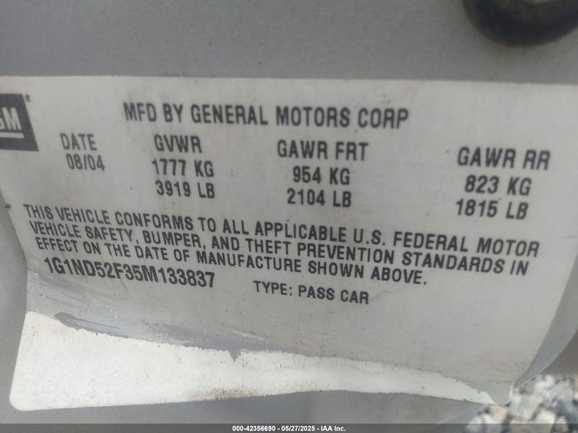 GM
MFD BY GENERAL MOTORS CORP
DATE GVWR GAWR FRT GAWR RR
08/04 1777 KG 954 KG 823 KG
3919 LB 2104 LB 1815 LB
THIS VEHICLE CONFORMS TO ALL APPLICABLE U.S. FEDERAL MOTOR
VEHICLE SAFETY, BUMPER, AND THEFT PREVENTION STANDARDS IN
EFFECT ON THE DATE OF MANUFACTURE SHOWN ABOVE.
1G1ND52F35M133837 TYPE: PASS CAR
000-42356690 - 05/27/2025 - IAA Inc.